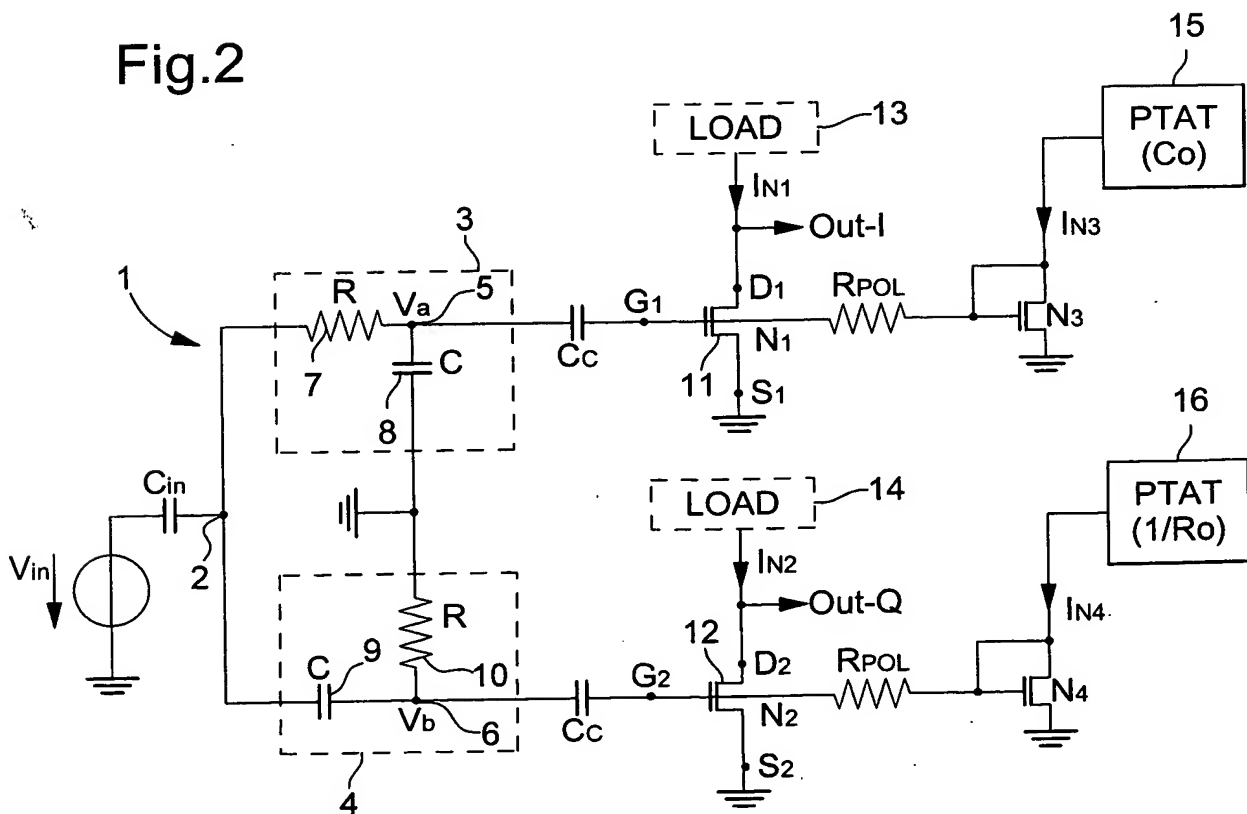 Fig.2
15
PTAT
(Co)
LOAD
13
IN1
Out-I
IN3
3
1
R
Va
5
7
C
8
Cc
G1
D1
N1
11
S1
RPOL
N3
16
PTAT
(1/Ro)
LOAD
14
IN2
Out-Q
IN4
Cin
2
Vin
R
9
C
10
Vb
6
4
Cc
G2
12
D2
N2
S2
RPOL
N4